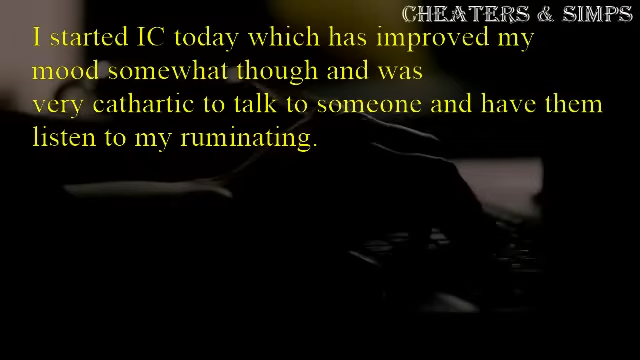 CHEATERS & SIMPS
I started IC today which has improved my
mood somewhat though and was
very cathartic to talk to someone and have them
listen to my ruminating.